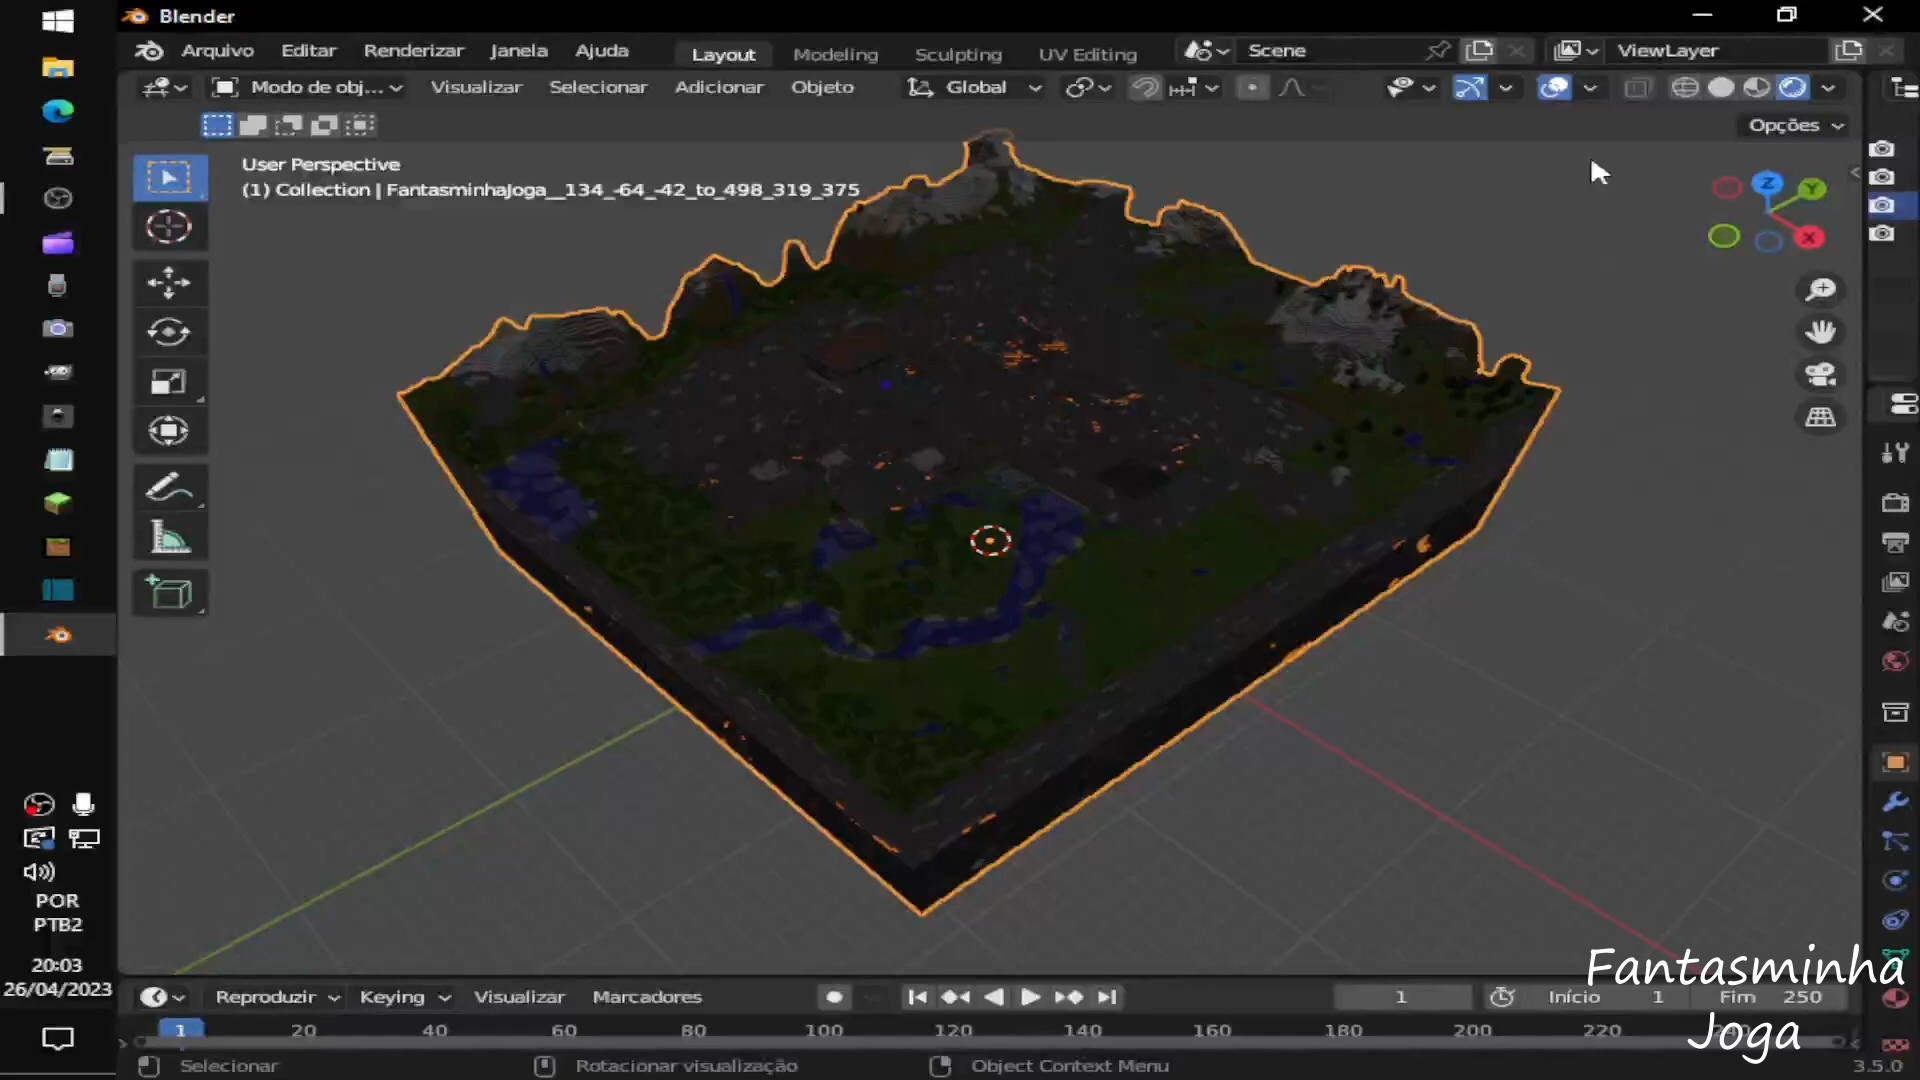 Blender
Arquivo Editar Renderizar Janela Ajuda Layout Modeling Sculpting UV Editing Scene ViewLayer
Modo de obj... Visualizar Selecionar Adicionar Objeto Global
Opções
User Perspective
(1) Collection | FantasminhaJoga__134_-64_-42_to_498_319_375
Z
Y
X
POR
PTB2
20:03
26/04/2023
Fantasminha
Joga
Reproduzir Keying Visualizar Marcadores 1 Início 1 Fim 250
1 20 40 60 80 100 120 140 160 180 200 220 240
Selecionar Rotacionar visualização Object Context Menu 3.5.0